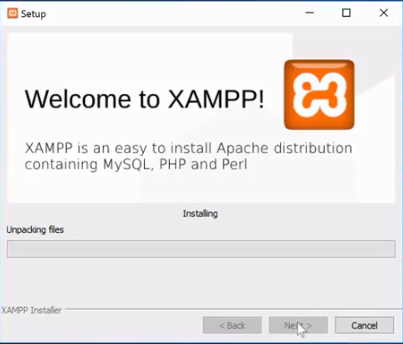 Setup
Welcome to XAMPP!
XAMPP is an easy to install Apache distribution
containing MySQL, PHP and Perl
Installing
Unpacking files
XAMPP Installer
< Back
Next >
Cancel